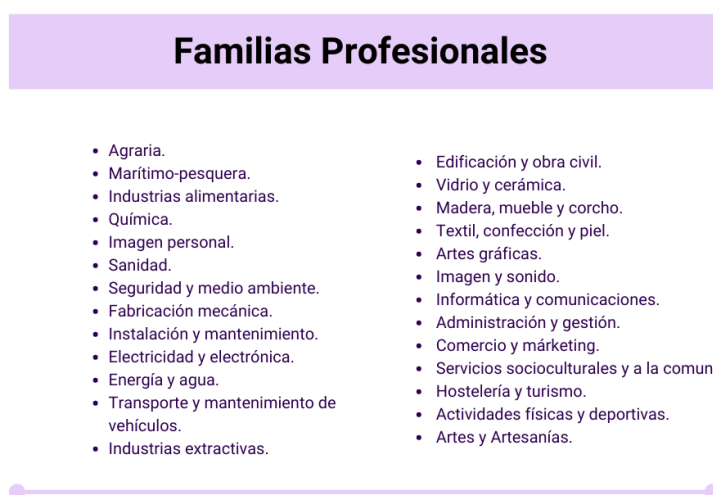 Familias Profesionales
Agraria.
Marítimo-pesquera.
Industrias alimentarias.
Química.
Imagen personal.
Sanidad.
Seguridad y medio ambiente.
Fabricación mecánica.
Instalación y mantenimiento.
Electricidad y electrónica.
Energía y agua.
Transporte y mantenimiento de
vehículos.
Industrias extractivas.
Edificación y obra civil.
Vidrio y cerámica.
Madera, mueble y corcho.
Textil, confección y piel.
Artes gráficas.
Imagen y sonido.
Informática y comunicaciones.
Administración y gestión.
Comercio y márketing.
Servicios socioculturales y a la comun
Hostelería y turismo.
Actividades físicas y deportivas.
Artes y Artesanías.